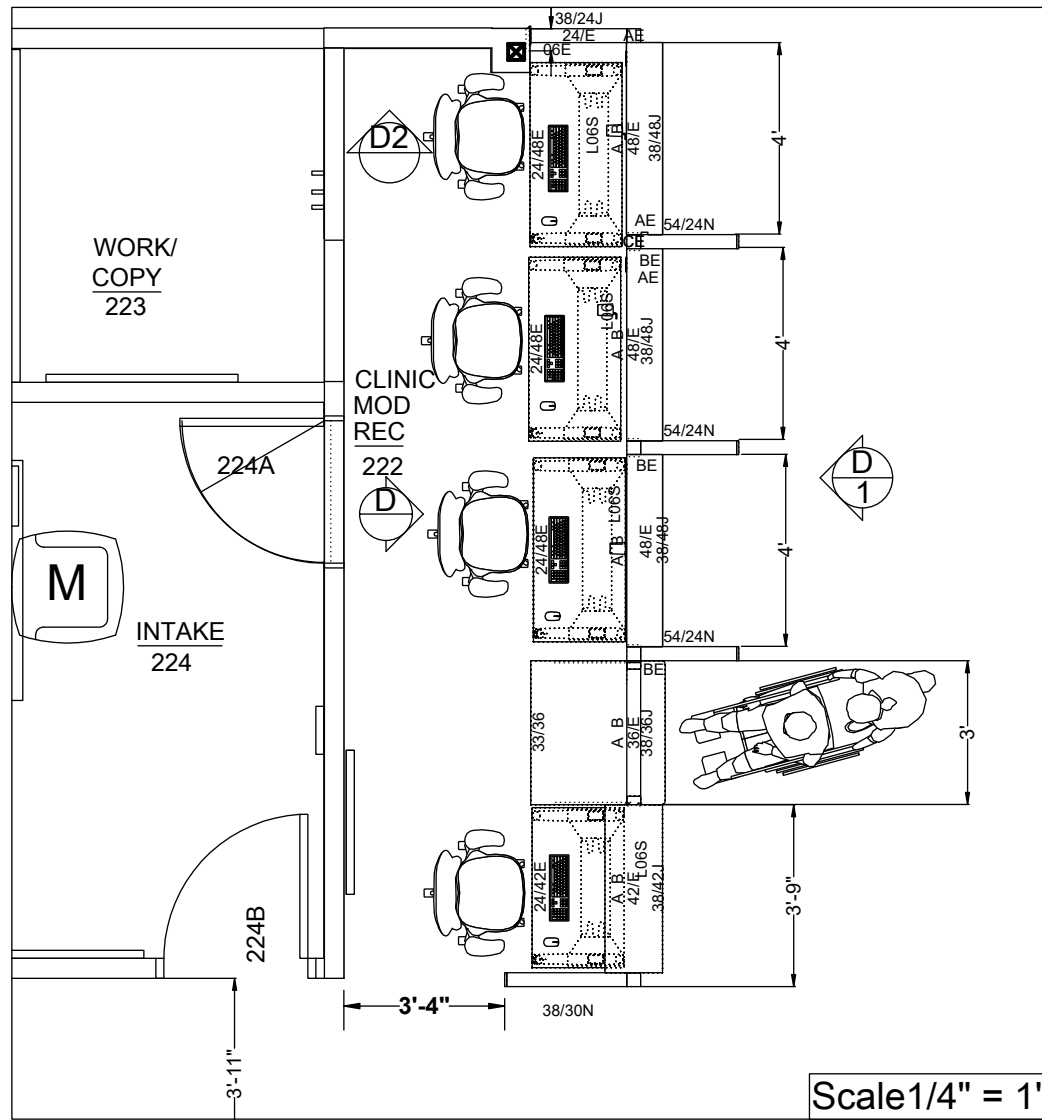 38/24J
24/E
AE
06E
D2
24/48E
L06S
A B
48/E
38/48J
4'
AE
54/24N
CE
WORK/
COPY
223
BE
AE
L06S
24/48E
A B
48/E
38/48J
4'
CLINIC
MOD
REC
222
54/24N
224A
BE
D
1
D
L06S
24/48E
A B
48/E
38/48J
4'
M
INTAKE
224
54/24N
BE
33/36
A B
36/E
38/36J
3'
L06S
24/42E
A B
42/E
38/42J
3'-9"
224B
3'-4"
38/30N
3'-11"
Scale1/4" = 1'